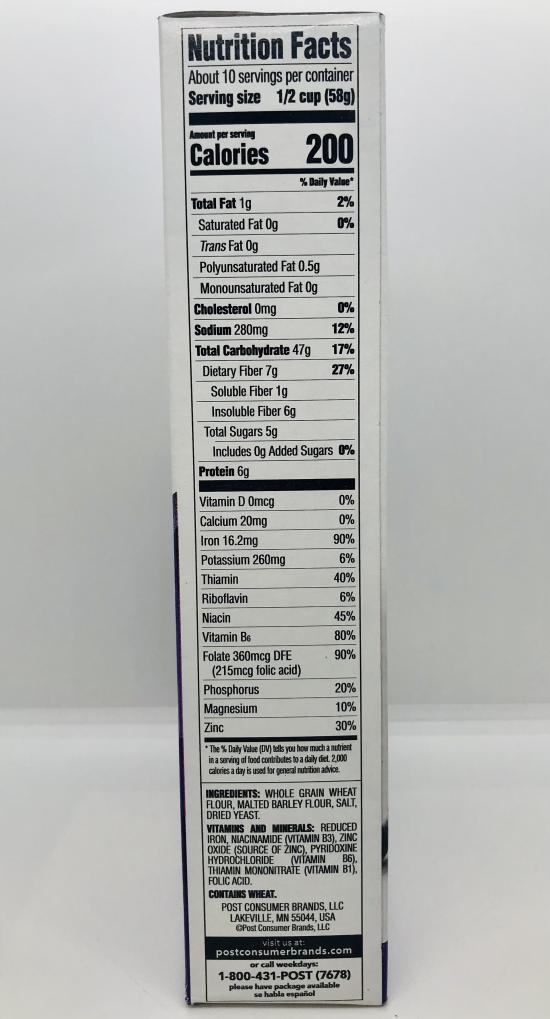 Nutrition Facts
About 10 servings per container
Serving size 1/2 cup (58g)
Amount per serving
Calories 200
% Daily Value*
Total Fat 1g 2%
Saturated Fat 0g 0%
Trans Fat 0g
Polyunsaturated Fat 0.5g
Monounsaturated Fat 0g
Cholesterol 0mg 0%
Sodium 280mg 12%
Total Carbohydrate 47g 17%
Dietary Fiber 7g 27%
Soluble Fiber 1g
Insoluble Fiber 6g
Total Sugars 5g
Includes 0g Added Sugars 0%
Protein 6g
Vitamin D 0mcg 0%
Calcium 20mg 0%
Iron 16.2mg 90%
Potassium 260mg 6%
Thiamin 40%
Riboflavin 6%
Niacin 45%
Vitamin B6 80%
Folate 360mcg DFE 90%
(215mcg folic acid)
Phosphorus 20%
Magnesium 10%
Zinc 30%
* The % Daily Value (DV) tells you how much a nutrient
in a serving of food contributes to a daily diet. 2,000
calories a day is used for general nutrition advice.
INGREDIENTS: WHOLE GRAIN WHEAT
FLOUR, MALTED BARLEY FLOUR, SALT,
DRIED YEAST.
VITAMINS AND MINERALS: REDUCED
IRON, NIACINAMIDE (VITAMIN B3), ZINC
OXIDE (SOURCE OF ZINC), PYRIDOXINE
HYDROCHLORIDE (VITAMIN B6),
THIAMIN MONONITRATE (VITAMIN B1),
FOLIC ACID.
CONTAINS WHEAT.
POST CONSUMER BRANDS, LLC
LAKEVILLE, MN 55044, USA
©Post Consumer Brands, LLC
visit us at:
postconsumerbrands.com
or call weekdays:
1-800-431-POST (7678)
please have package available
se habla español